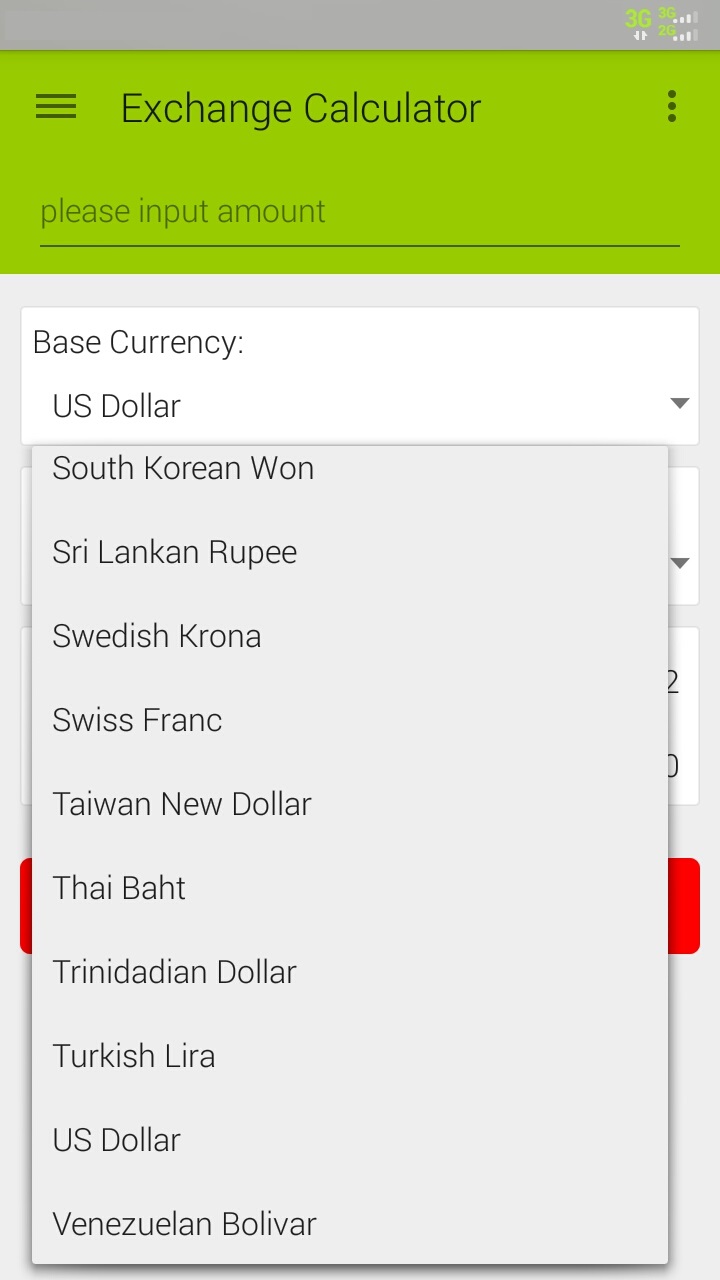 3G 3G
2G
Exchange Calculator
please input amount
Base Currency:
US Dollar
South Korean Won
Sri Lankan Rupee
Swedish Krona
Swiss Franc
2
Taiwan New Dollar
0
Thai Baht
Trinidadian Dollar
Turkish Lira
US Dollar
Venezuelan Bolivar